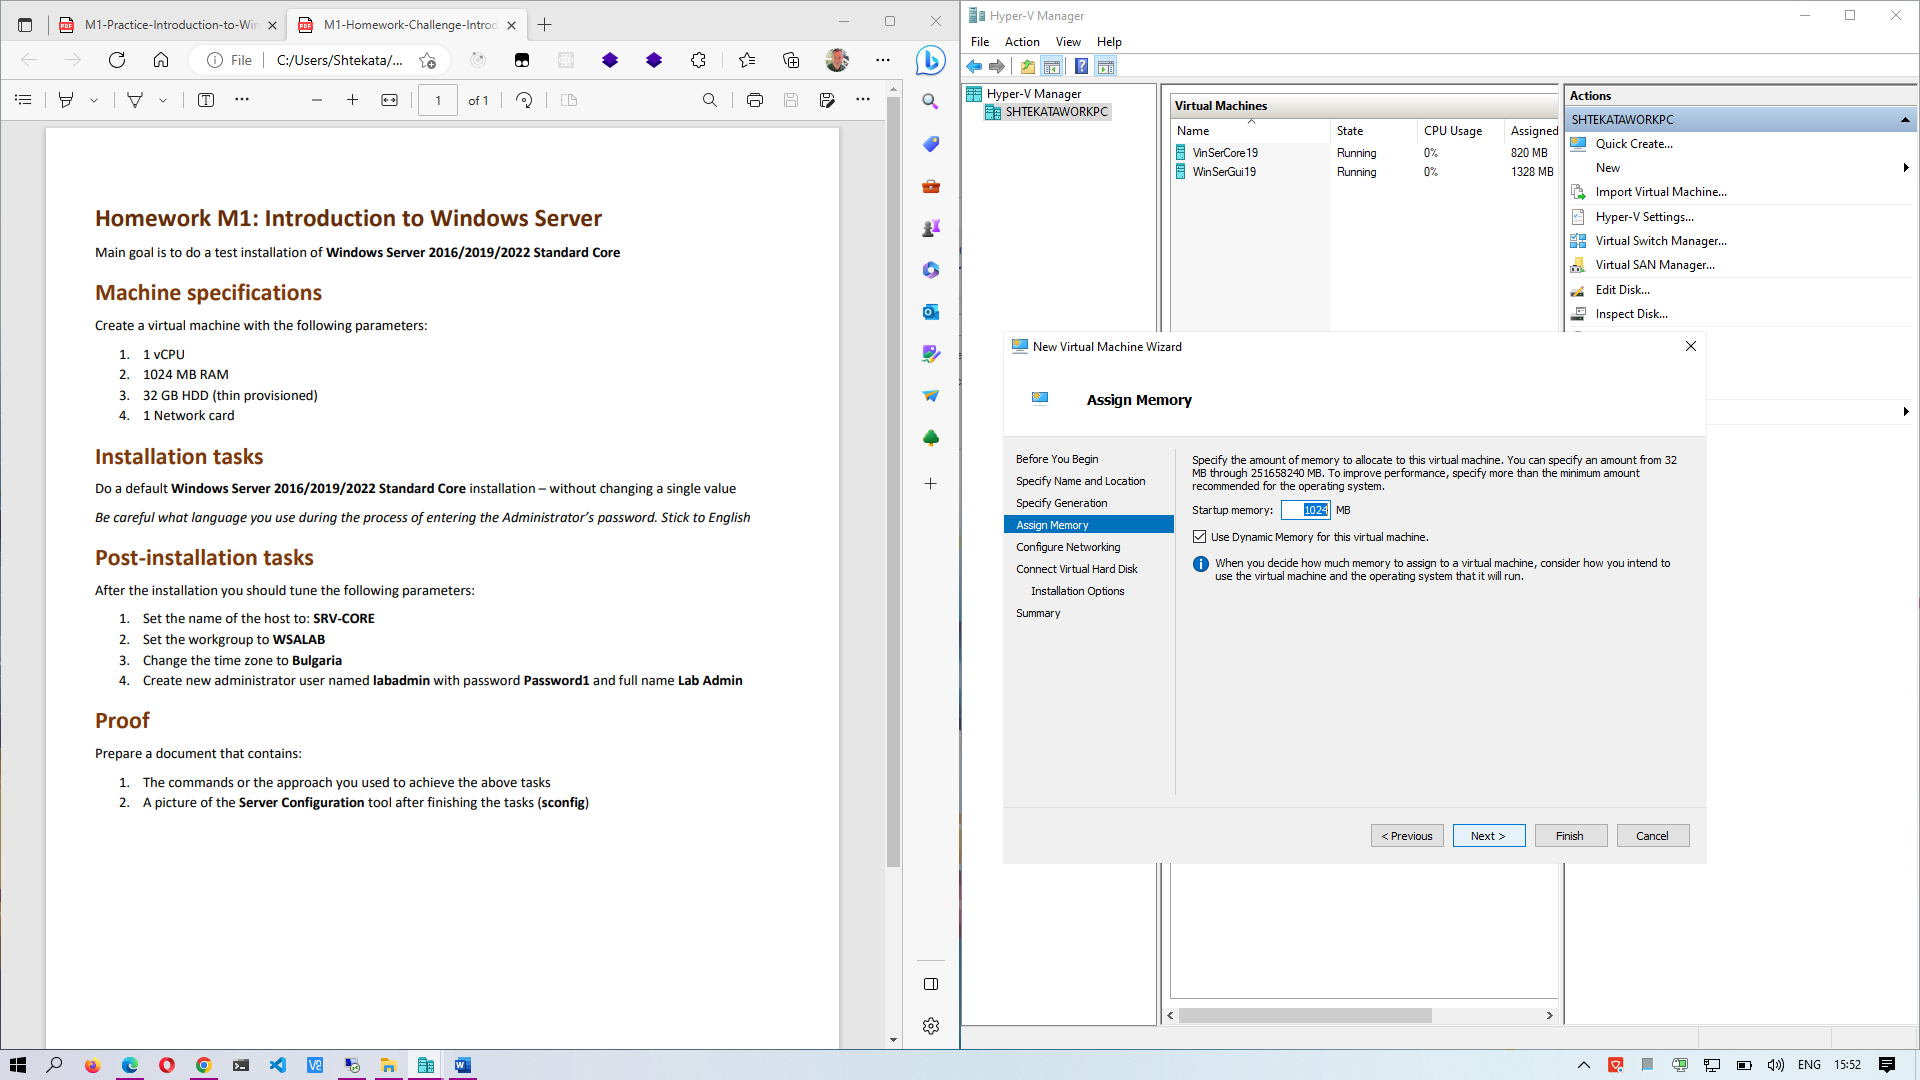 M1-Practice-Introduction-to-Win
M1-Homework-Challenge-Introd
File
C:/Users/Shtekata/...
1
of 1
Homework M1: Introduction to Windows Server
Main goal is to do a test installation of Windows Server 2016/2019/2022 Standard Core
Machine specifications
Create a virtual machine with the following parameters:
1. 1 vCPU
2. 1024 MB RAM
3. 32 GB HDD (thin provisioned)
4. 1 Network card
Installation tasks
Do a default Windows Server 2016/2019/2022 Standard Core installation – without changing a single value
Be careful what language you use during the process of entering the Administrator's password. Stick to English
Post-installation tasks
After the installation you should tune the following parameters:
1. Set the name of the host to: SRV-CORE
2. Set the workgroup to WSALAB
3. Change the time zone to Bulgaria
4. Create new administrator user named labadmin with password Password1 and full name Lab Admin
Proof
Prepare a document that contains:
1. The commands or the approach you used to achieve the above tasks
2. A picture of the Server Configuration tool after finishing the tasks (sconfig)
Hyper-V Manager
File Action View Help
Hyper-V Manager
SHTEKATAWORKPC
Virtual Machines
Name State CPU Usage Assigned
VinSerCore19 Running 0% 820 MB
WinSerGui19 Running 0% 1328 MB
Actions
SHTEKATAWORKPC
Quick Create...
New
Import Virtual Machine...
Hyper-V Settings...
Virtual Switch Manager...
Virtual SAN Manager...
Edit Disk...
Inspect Disk...
New Virtual Machine Wizard
Assign Memory
Before You Begin
Specify Name and Location
Specify Generation
Assign Memory
Configure Networking
Connect Virtual Hard Disk
Installation Options
Summary
Specify the amount of memory to allocate to this virtual machine. You can specify an amount from 32
MB through 251658240 MB. To improve performance, specify more than the minimum amount
recommended for the operating system.
Startup memory: 1024 MB
Use Dynamic Memory for this virtual machine.
When you decide how much memory to assign to a virtual machine, consider how you intend to
use the virtual machine and the operating system that it will run.
< Previous
Next >
Finish
Cancel
ENG
15:52